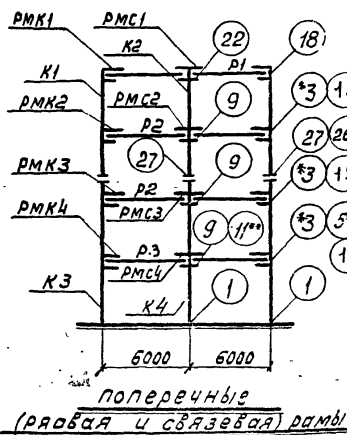 РМК1 РМС1
К2 22 Р1 18
К1
РМК2 РМС2 9 *3
Р2
27 27
РМК3 Р2 9 *3
РМС3
РМК4 Р.3 9 11** *3
РМС4
К3 К4 1 1
6000 6000
поперечные
(рядовая и связевая) рамы